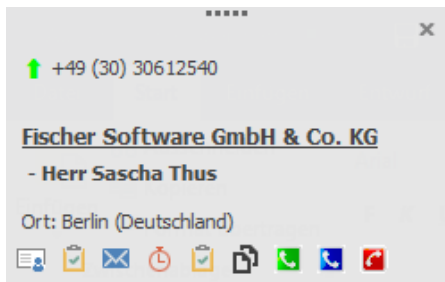 +49 (30) 30612540
Fischer Software GmbH & Co. KG
- Herr Sascha Thus
Ort: Berlin (Deutschland)